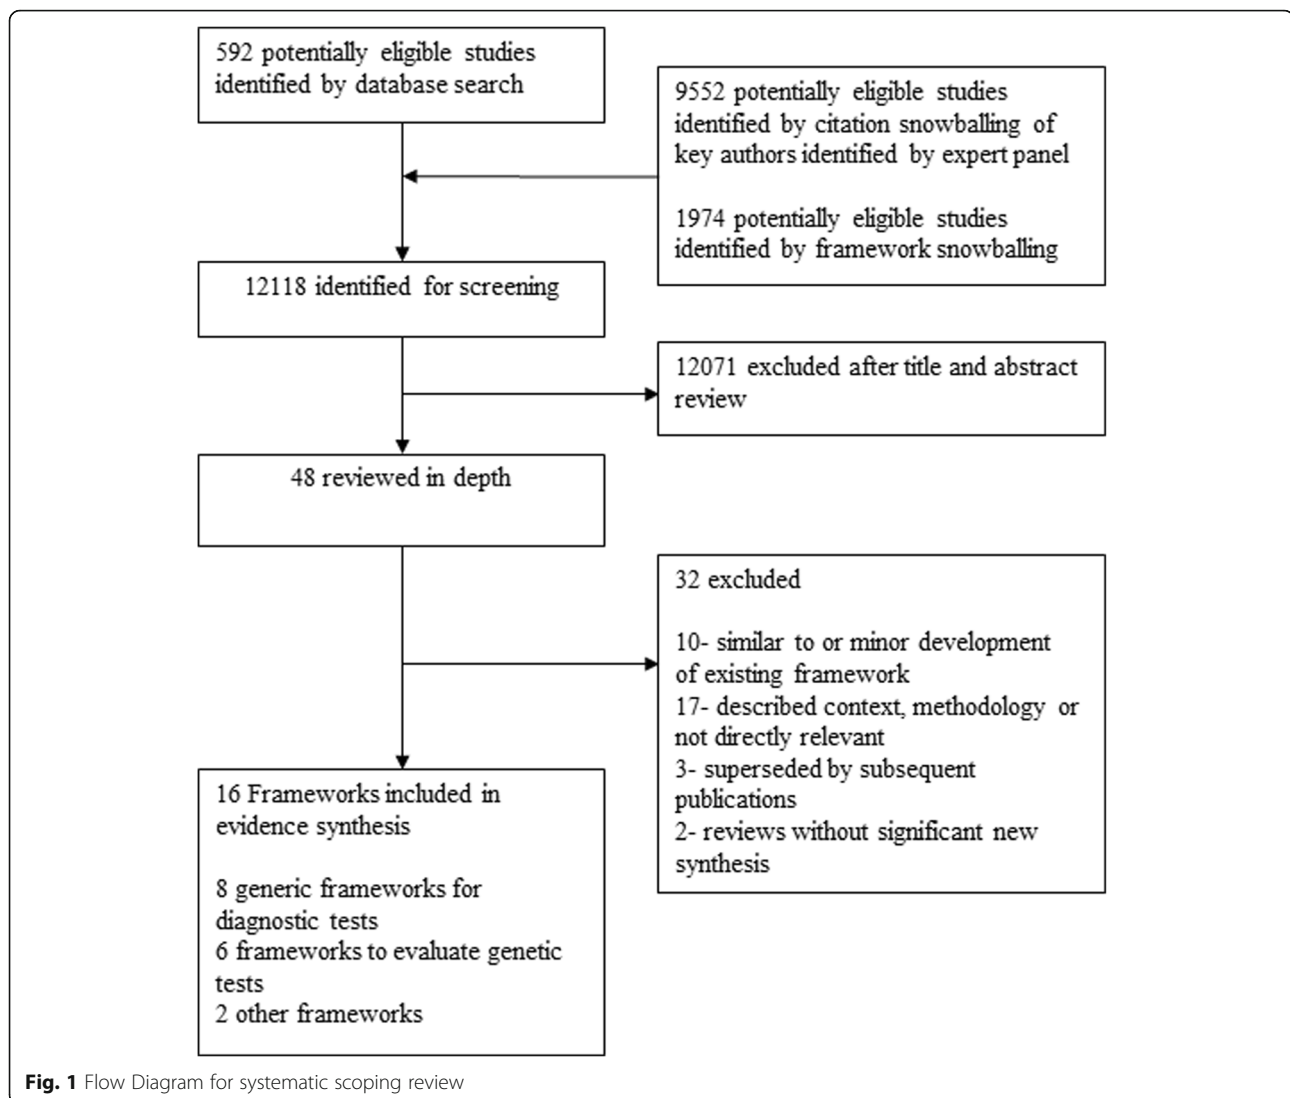 592 potentially eligible studies
identified by database search
9552 potentially eligible studies
identified by citation snowballing of
key authors identified by expert panel
1974 potentially eligible studies
identified by framework snowballing
12118 identified for screening
12071 excluded after title and abstract
review
48 reviewed in depth
32 excluded
10- similar to or minor development
of existing framework
17- described context, methodology or
not directly relevant
3- superseded by subsequent
publications
2- reviews without significant new
synthesis
16 Frameworks included in
evidence synthesis
8 generic frameworks for
diagnostic tests
6 frameworks to evaluate genetic
tests
2 other frameworks
Fig. 1 Flow Diagram for systematic scoping review